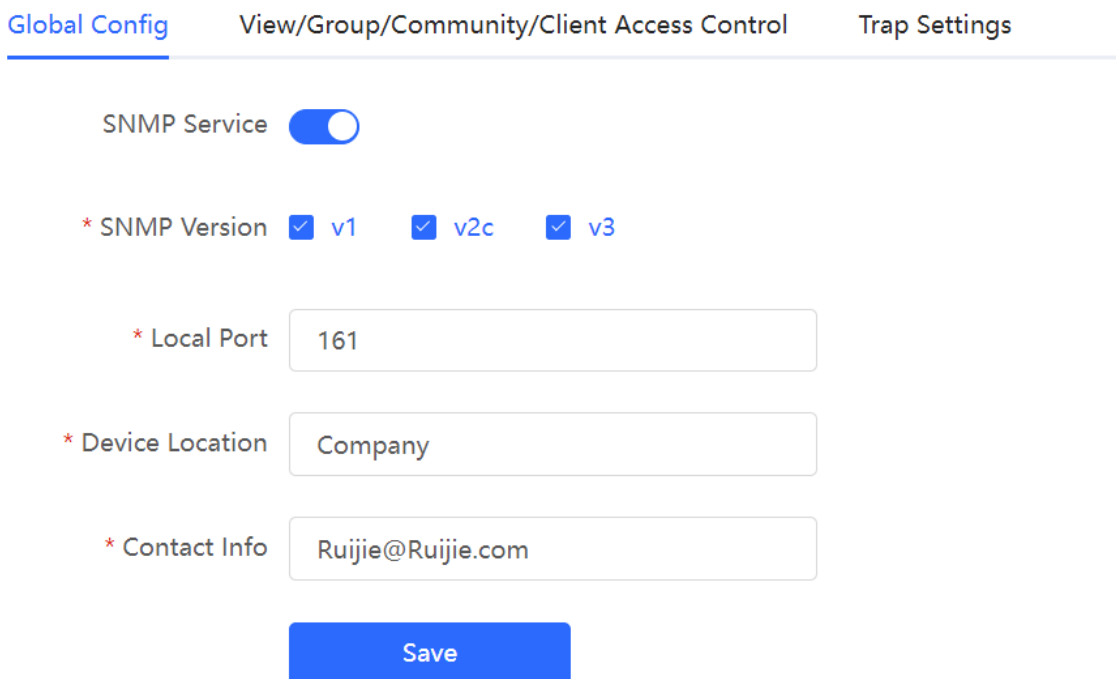 Global Config View/Group/Community/Client Access Control Trap Settings
SNMP Service
* SNMP Version v1 v2c v3
* Local Port 161
* Device Location Company
* Contact Info Ruijie@Ruijie.com
Save